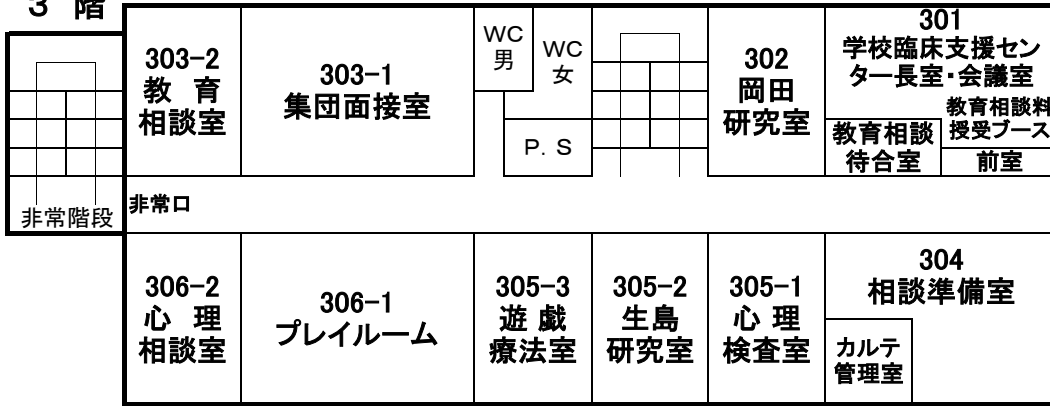 3 階
303-2
教 育
相談室
303-1
集団面接室
WC
男
WC
女
P. S
302
岡田
研究室
301
学校臨床支援セン
ター長室・会議室
教育相談料
授受ブース
教育相談
待合室
前室
非常階段
非常口
306-2
心 理
相談室
306-1
プレイルーム
305-3
遊 戯
療法室
305-2
生島
研究室
305-1
心 理
検査室
304
相談準備室
カルテ
管理室